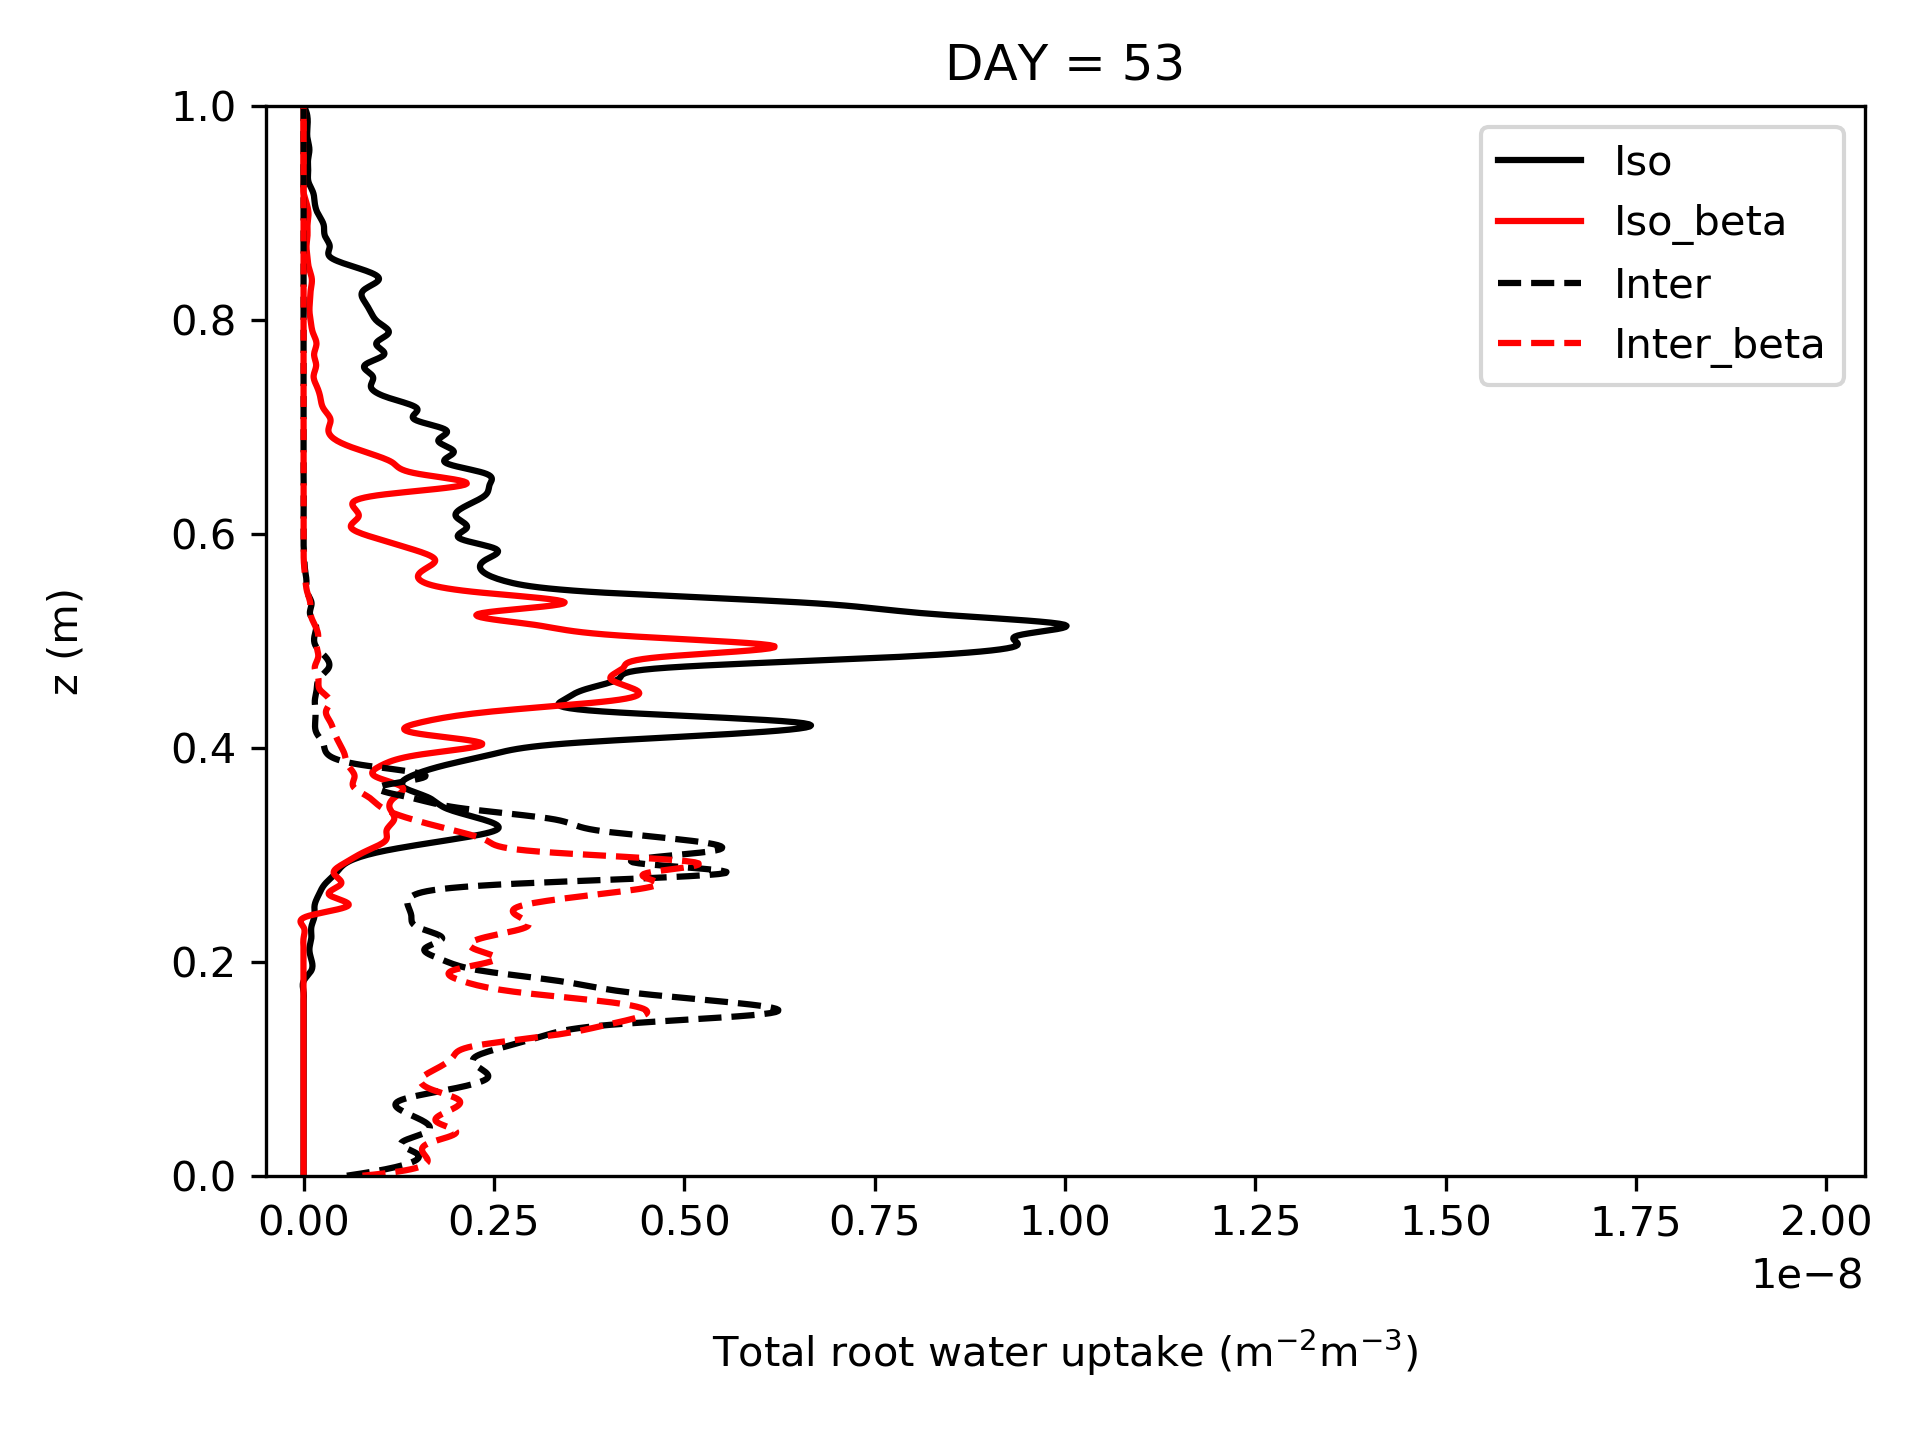 DAY = 53
1.0
0.8
0.6
0.4
0.2
0.0
z (m)
Iso
Iso_beta
Inter
Inter_beta
0.00 0.25 0.50 0.75 1.00 1.25 1.50 1.75 2.00
1e−8
Total root water uptake (m⁻²m⁻³)